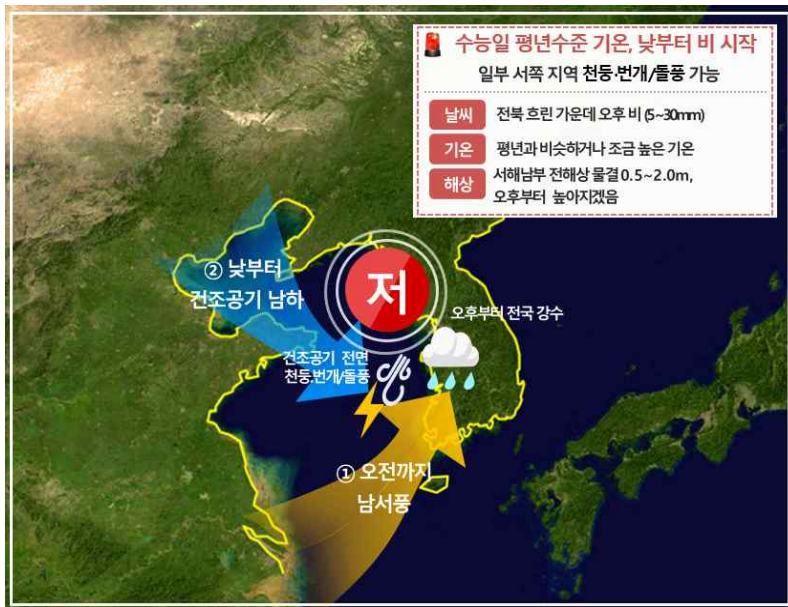 수능일 평년수준 기온, 낮부터 비 시작
일부 서쪽 지역 천둥·번개/돌풍 가능
날씨 전북 흐린 가운데 오후 비 (5~30mm)
기온 평년과 비슷하거나 조금 높은 기온
해상 서해남부 전해상 물결 0.5~2.0m,
오후부터 높아지겠음
② 낮부터
건조공기 남하
저
오후부터 전국 강수
건조공기 전면
천둥.번개/돌풍
① 오전까지
남서풍